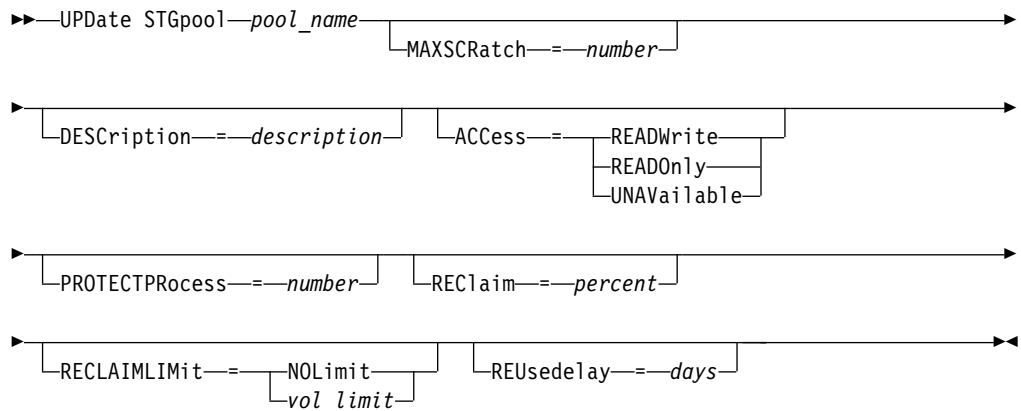 UPDate STGpool pool_name
MAXSCRatch = number
DESCription = description
ACCess = READWrite
READOnly
UNAVailable
PROTECTPRocess = number
REClaim = percent
RECLAIMLIMit = NOLimit
vol limit
REUsedelay = days